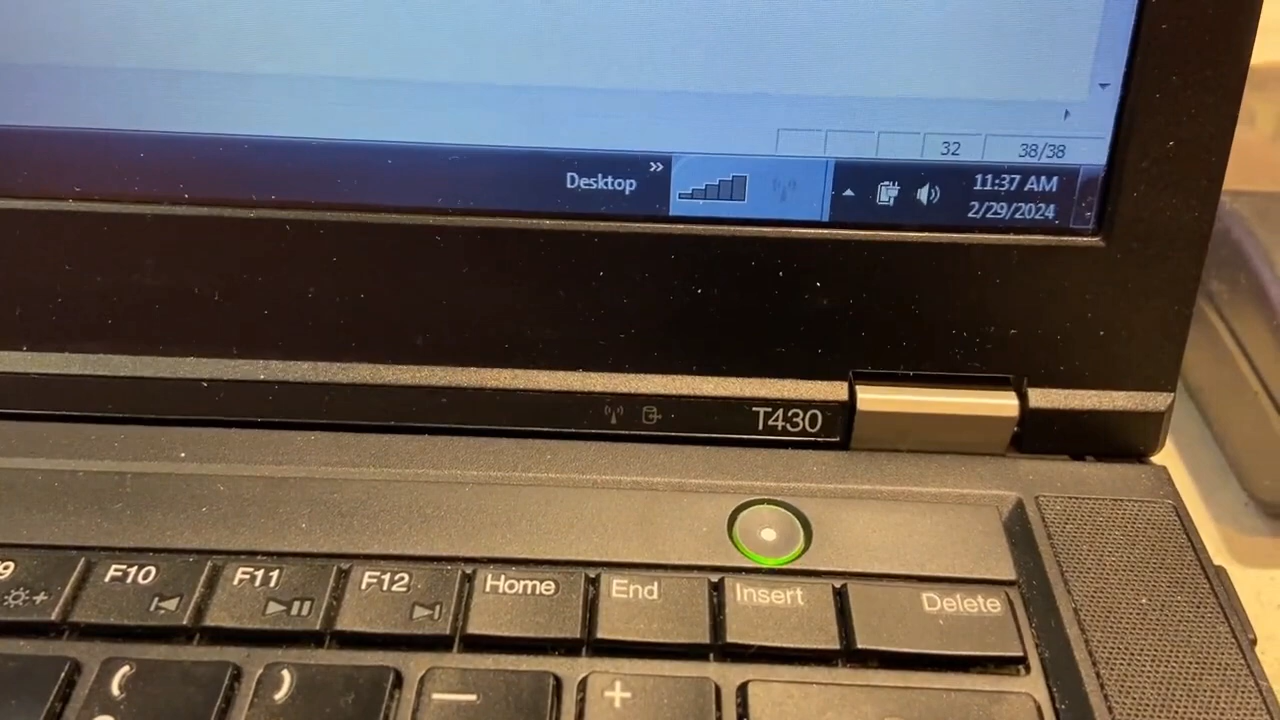 32 38/38
Desktop » 11:37 AM
2/29/2024
T430
F10 F11 F12 Home End Insert Delete
( ) — +